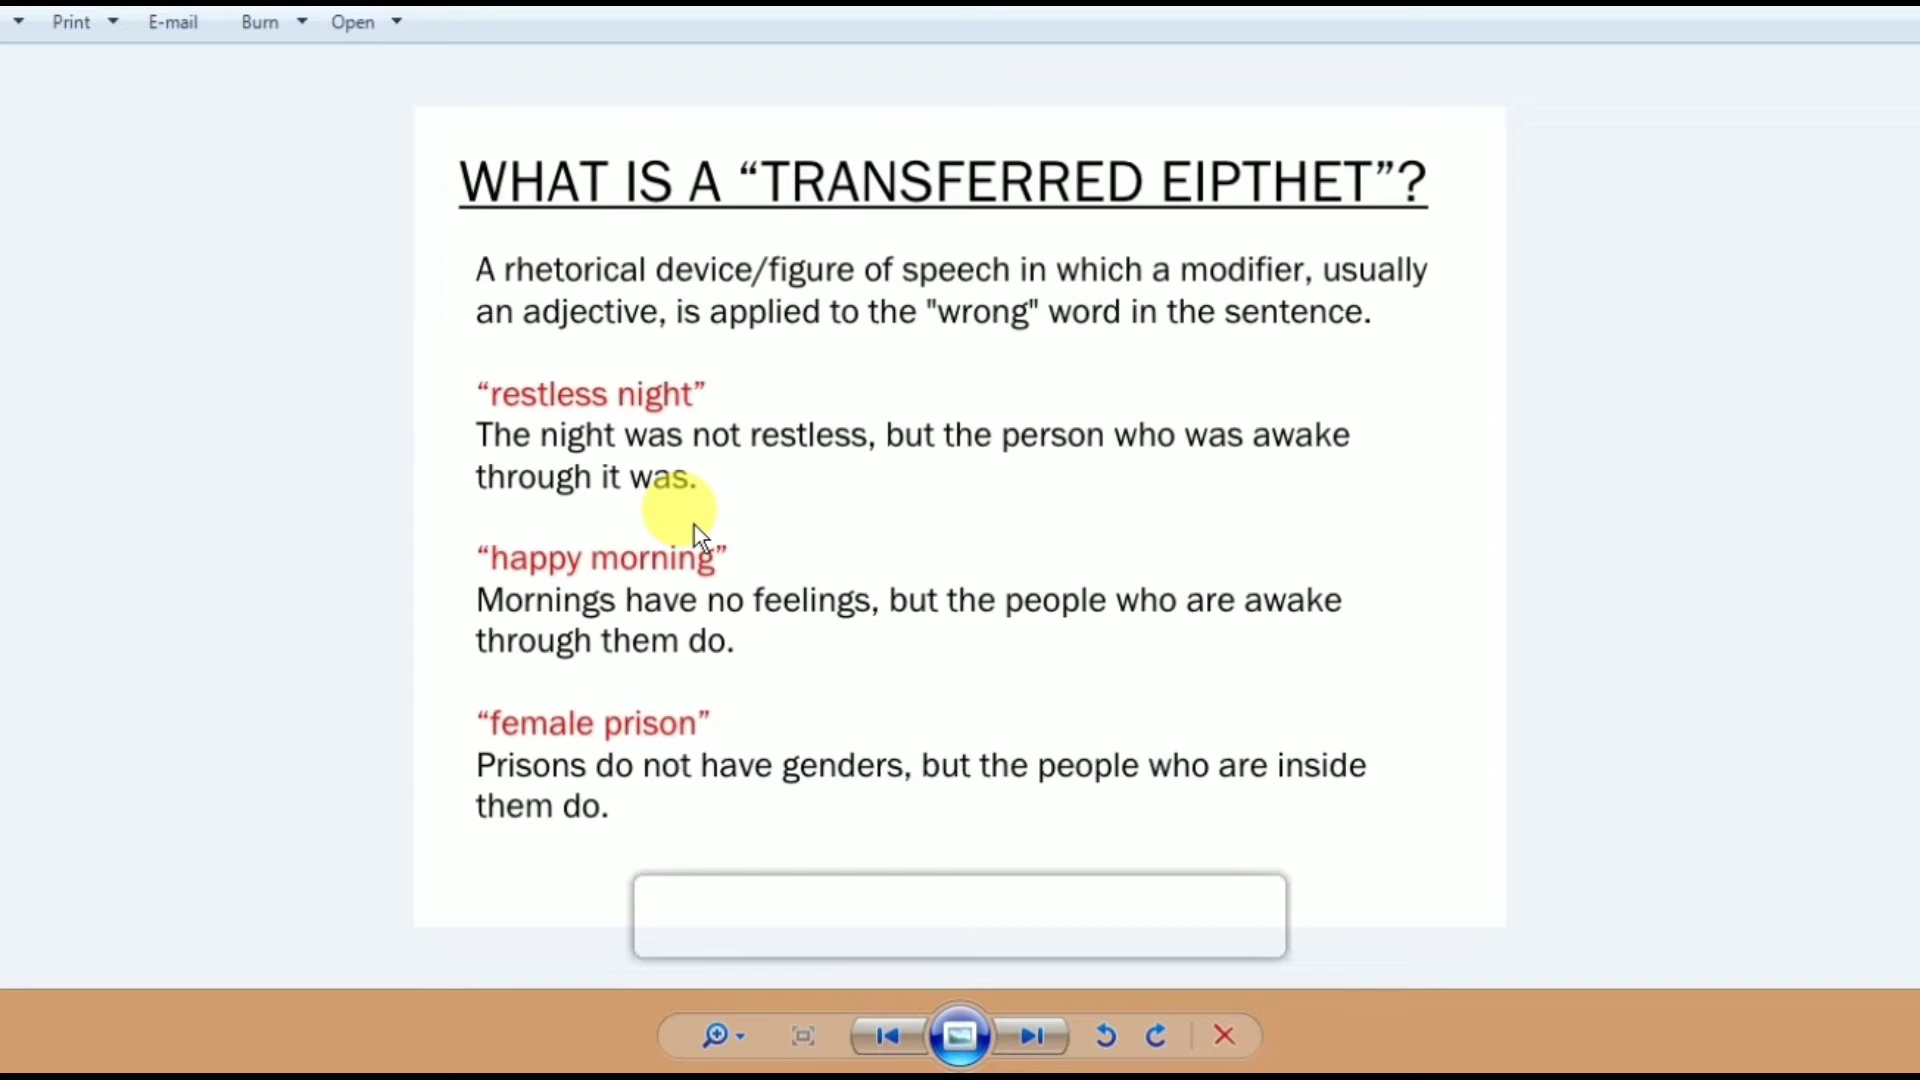 Print E-mail Burn Open
WHAT IS A “TRANSFERRED EIPTHET”?
A rhetorical device/figure of speech in which a modifier, usually
an adjective, is applied to the "wrong" word in the sentence.
“restless night”
The night was not restless, but the person who was awake
through it was.
“happy morning”
Mornings have no feelings, but the people who are awake
through them do.
“female prison”
Prisons do not have genders, but the people who are inside
them do.